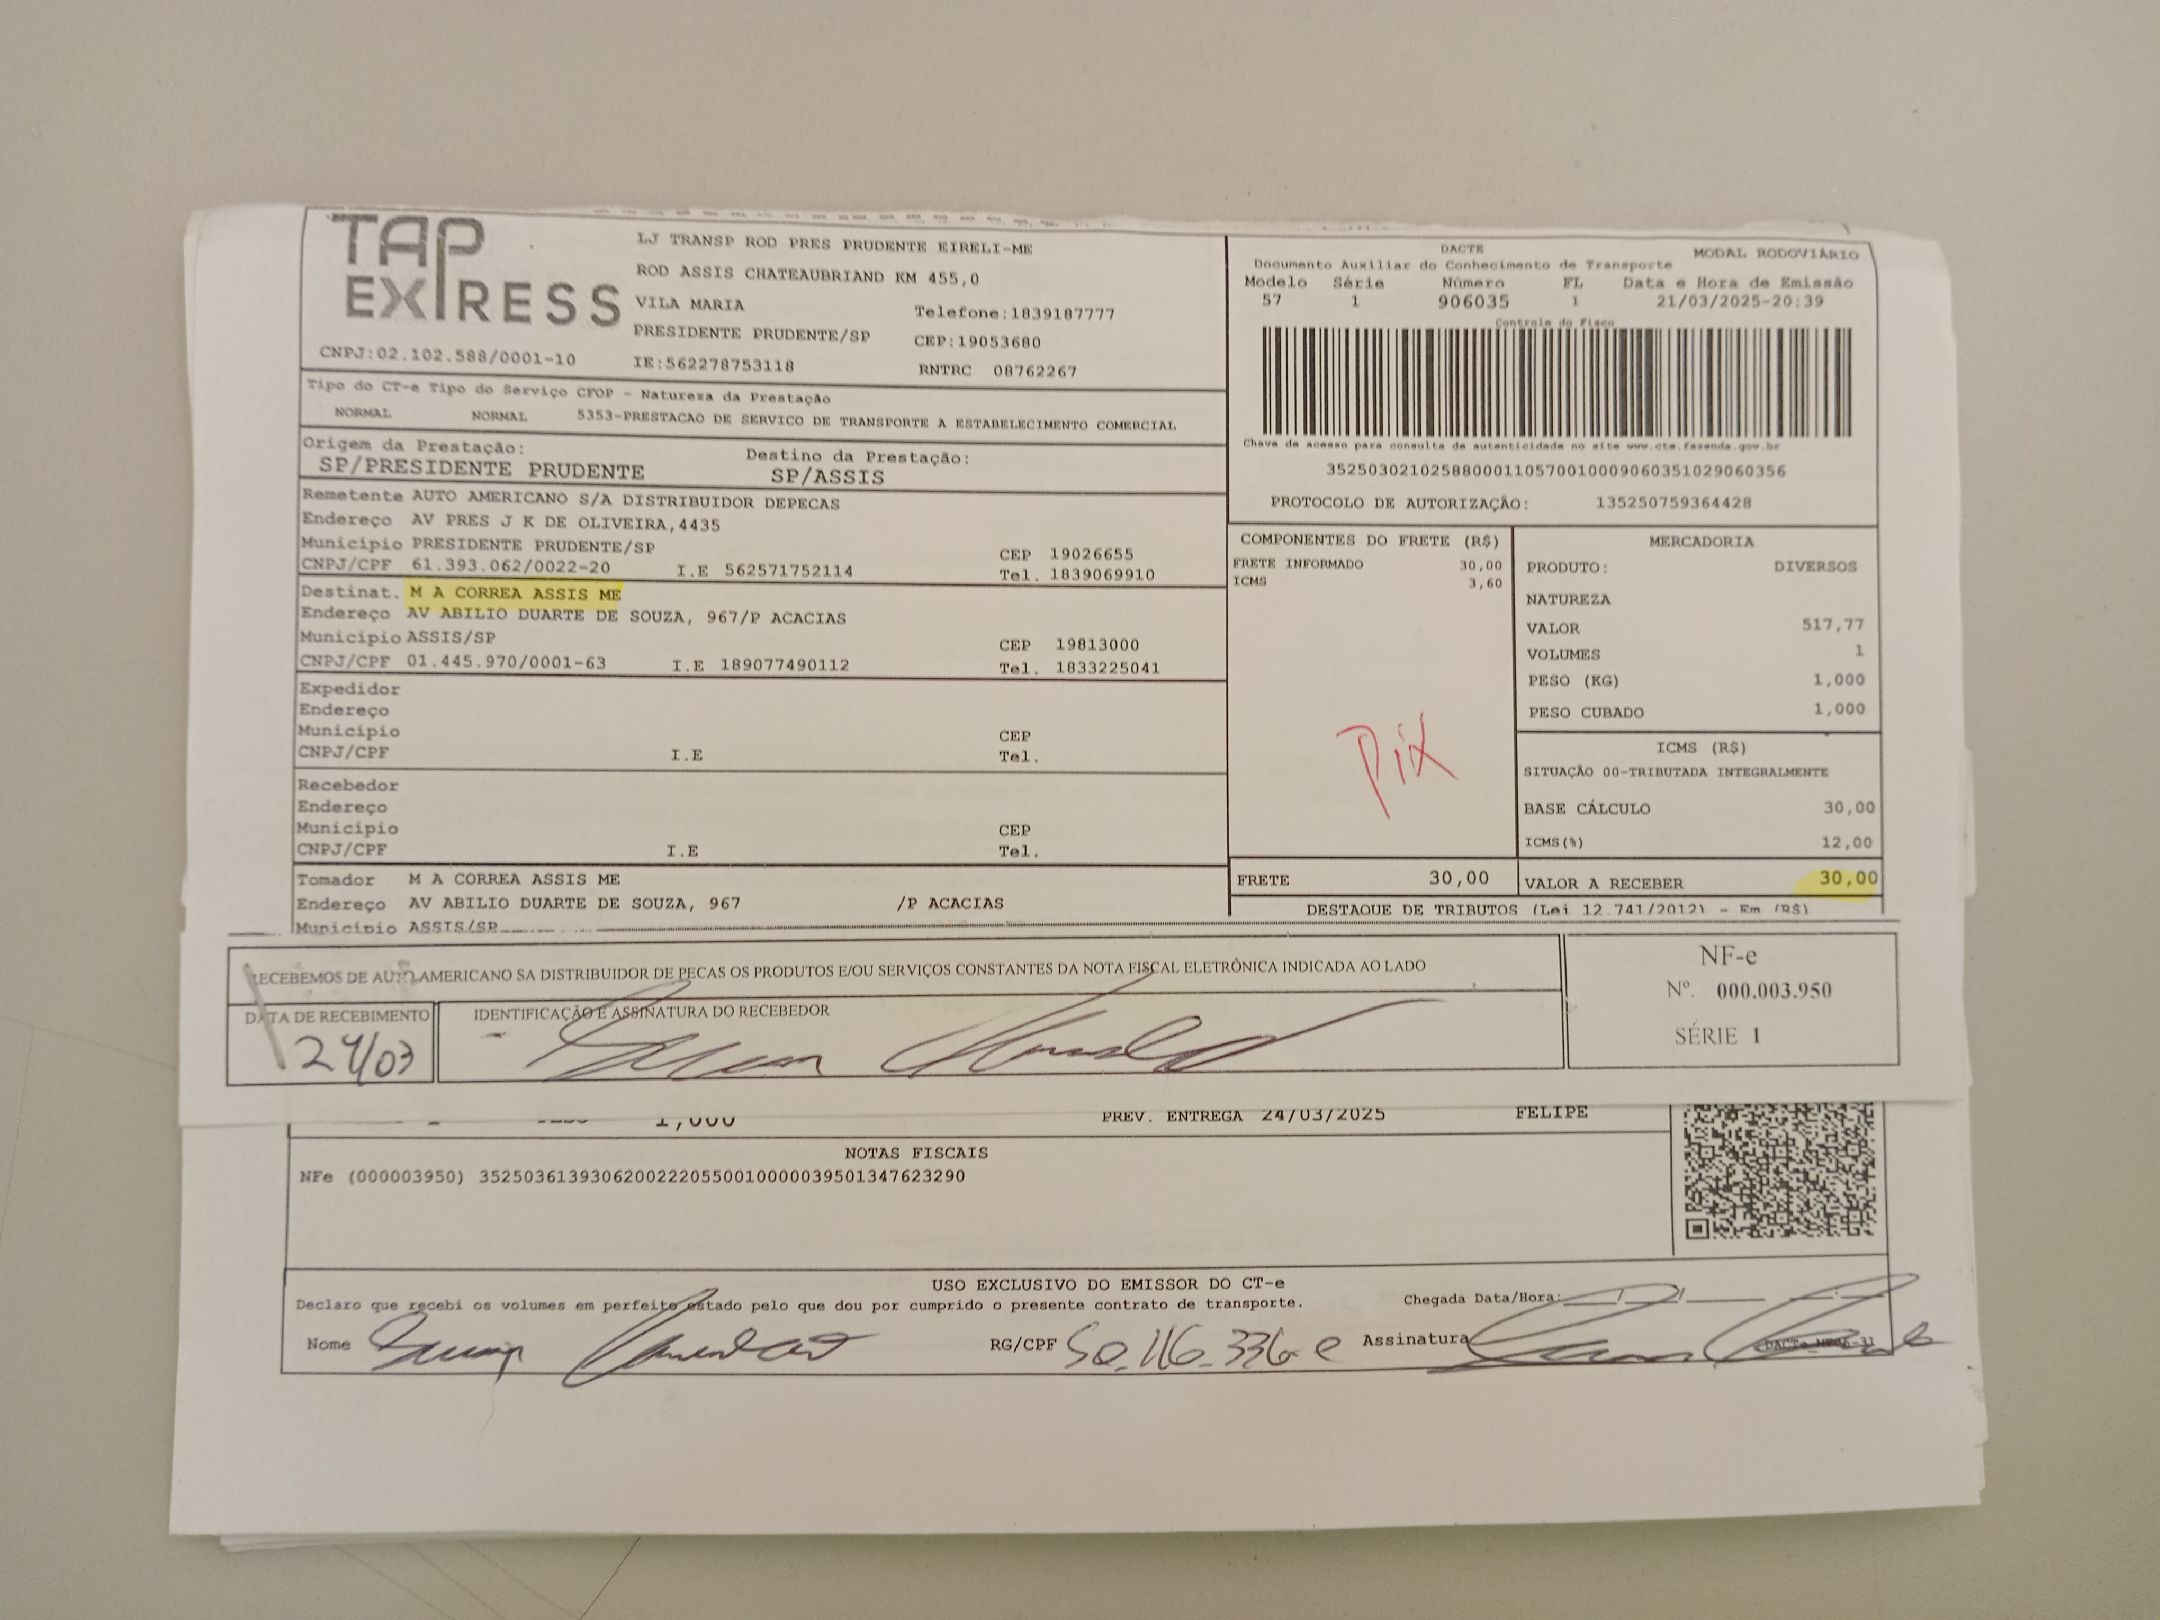 TAP EXPRESS
LJ TRANSP ROD PRES PRUDENTE EIRELI-ME
ROD ASSIS CHATEAUBRIAND KM 455,0
VILA MARIA Telefone:1839187777
PRESIDENTE PRUDENTE/SP CEP:19053680
CNPJ:02.102.588/0001-10 IE:562278753118 RNTRC 08762267
DACTE MODAL RODOVIÁRIO
Documento Auxiliar do Conhecimento de Transporte
Modelo Série Número FL Data e Hora de Emissão
57 1 906035 1 21/03/2025-20:39
Controle do Fisco
Chave de acesso para consulta de autenticidade no site www.cte.fazenda.gov.br
35250302102588000110570010009060351029060356
PROTOCOLO DE AUTORIZAÇÃO: 135250759364428
Tipo do CT-e Tipo do Serviço CFOP - Natureza da Prestação
NORMAL NORMAL 5353-PRESTACAO DE SERVICO DE TRANSPORTE A ESTABELECIMENTO COMERCIAL
Origem da Prestação: Destino da Prestação:
SP/PRESIDENTE PRUDENTE SP/ASSIS
Remetente AUTO AMERICANO S/A DISTRIBUIDOR DEPECAS
Endereço AV PRES J K DE OLIVEIRA,4435
Município PRESIDENTE PRUDENTE/SP CEP 19026655
CNPJ/CPF 61.393.062/0022-20 I.E 562571752114 Tel. 1839069910
Destinat. M A CORREA ASSIS ME
Endereço AV ABILIO DUARTE DE SOUZA, 967/P ACACIAS
Município ASSIS/SP CEP 19813000
CNPJ/CPF 01.445.970/0001-63 I.E 189077490112 Tel. 1833225041
Expedidor
Endereço
Município CEP
CNPJ/CPF I.E Tel.
Recebedor
Endereço
Município CEP
CNPJ/CPF I.E Tel.
Tomador M A CORREA ASSIS ME
Endereço AV ABILIO DUARTE DE SOUZA, 967 /P ACACIAS
Município ASSIS/SP
COMPONENTES DO FRETE (R$)
FRETE INFORMADO 30,00
ICMS 3,60
Pix
FRETE 30,00
MERCADORIA
PRODUTO: DIVERSOS
NATUREZA
VALOR 517,77
VOLUMES 1
PESO (KG) 1,000
PESO CUBADO 1,000
ICMS (R$)
SITUAÇÃO 00-TRIBUTADA INTEGRALMENTE
BASE CÁLCULO 30,00
ICMS(%) 12,00
VALOR A RECEBER 30,00
DESTAQUE DE TRIBUTOS (Lei 12.741/2012) - Em (R$)
RECEBEMOS DE AUTO AMERICANO SA DISTRIBUIDOR DE PECAS OS PRODUTOS E/OU SERVIÇOS CONSTANTES DA NOTA FISCAL ELETRÔNICA INDICADA AO LADO
DATA DE RECEBIMENTO IDENTIFICAÇÃO E ASSINATURA DO RECEBEDOR
24/03
NF-e
Nº. 000.003.950
SÉRIE 1
1,000 PREV. ENTREGA 24/03/2025 FELIPE
NOTAS FISCAIS
NFe (000003950) 35250361393062002220550010000039501347623290
USO EXCLUSIVO DO EMISSOR DO CT-e
Declaro que recebi os volumes em perfeito estado pelo que dou por cumprido o presente contrato de transporte.
Chegada Data/Hora:
Nome RG/CPF Assinatura